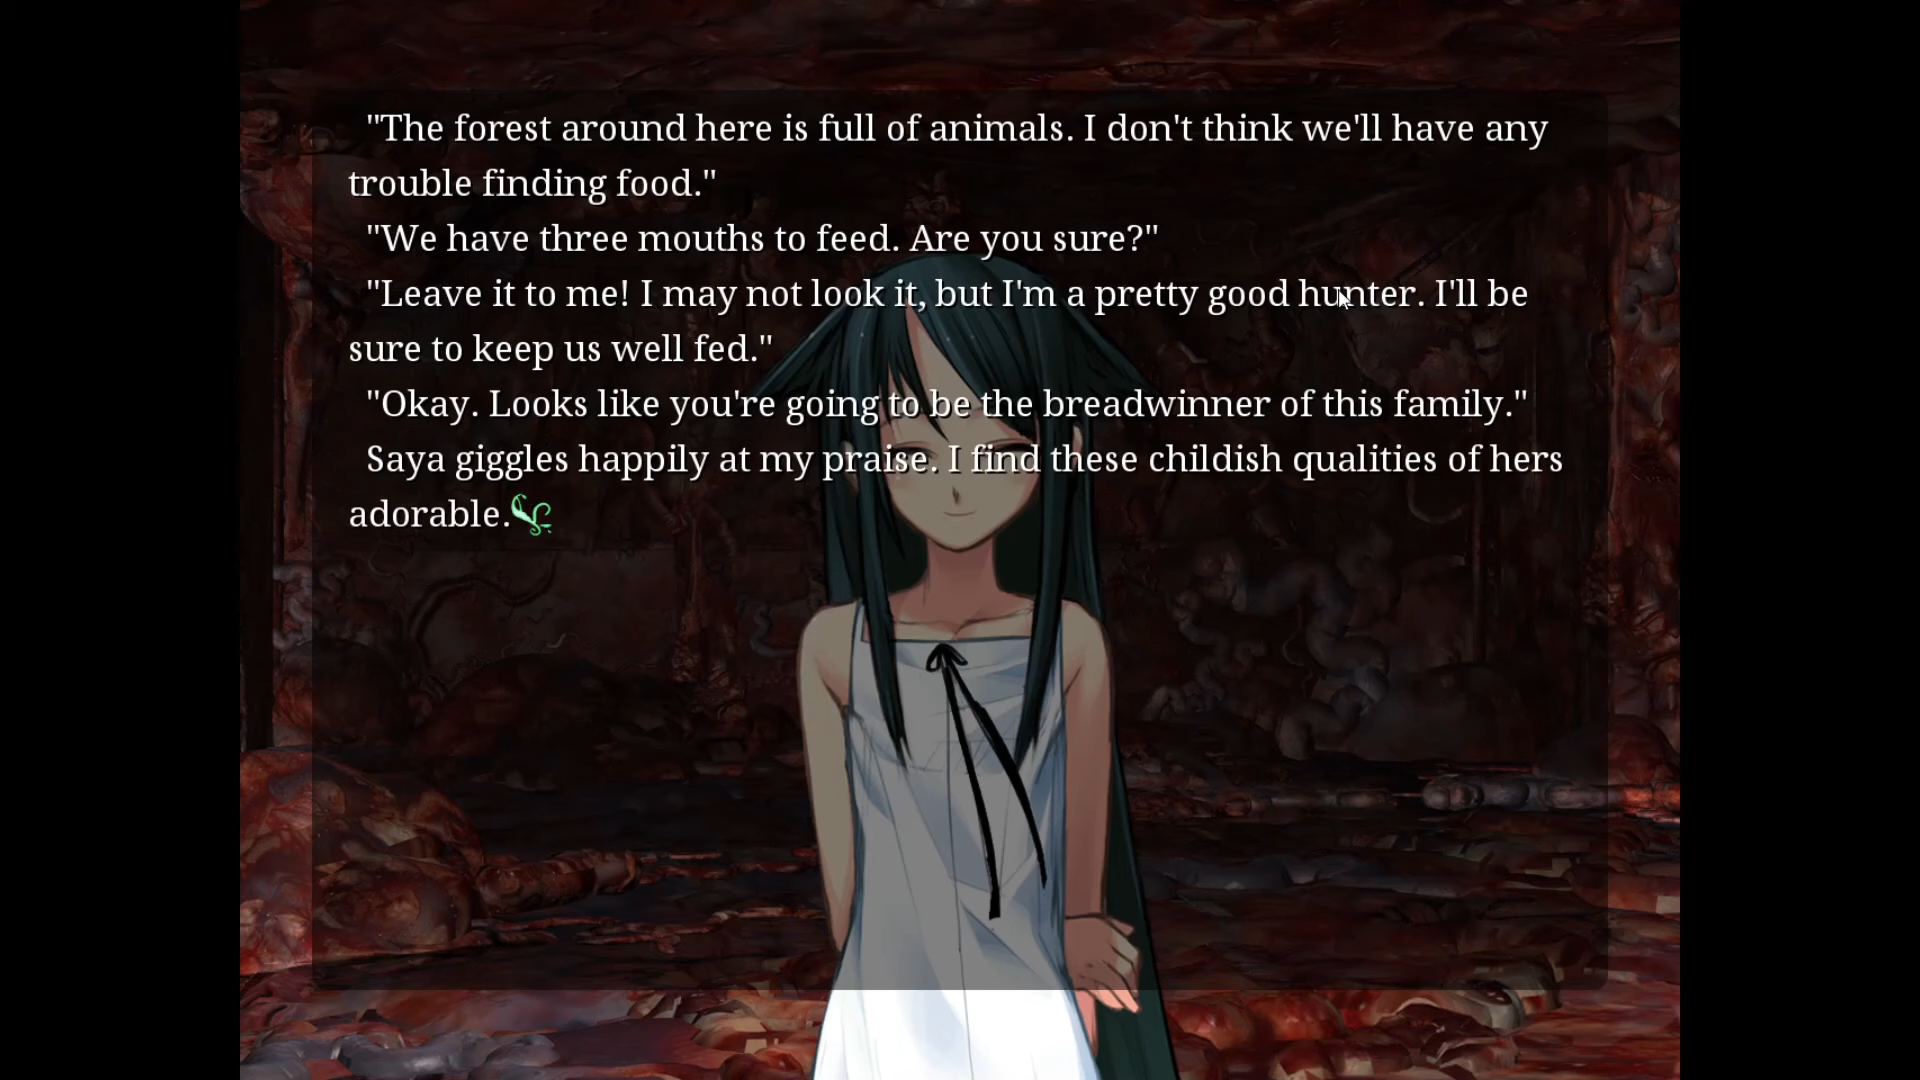 "The forest around here is full of animals. I don't think we'll have any
trouble finding food."
"We have three mouths to feed. Are you sure?"
"Leave it to me! I may not look it, but I'm a pretty good hunter. I'll be
sure to keep us well fed."
"Okay. Looks like you're going to be the breadwinner of this family."
Saya giggles happily at my praise. I find these childish qualities of hers
adorable.